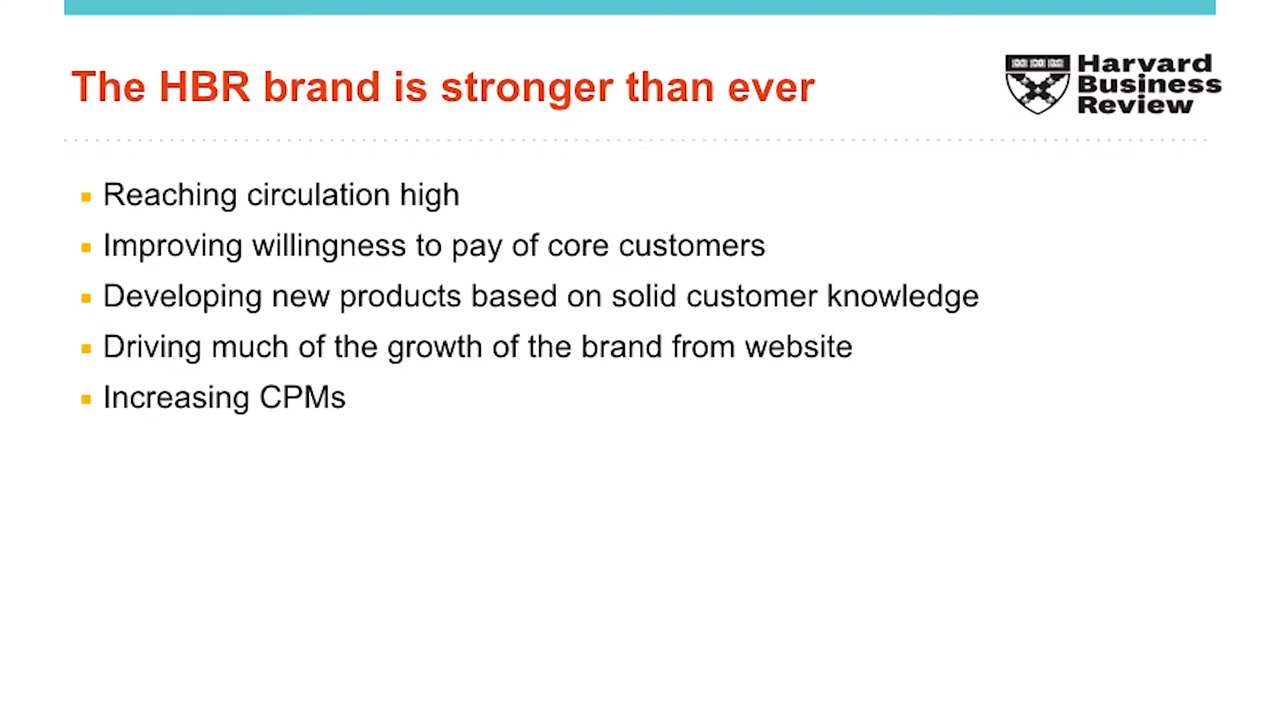 The HBR brand is stronger than ever
Harvard
Business
Review
Reaching circulation high
Improving willingness to pay of core customers
Developing new products based on solid customer knowledge
Driving much of the growth of the brand from website
Increasing CPMs